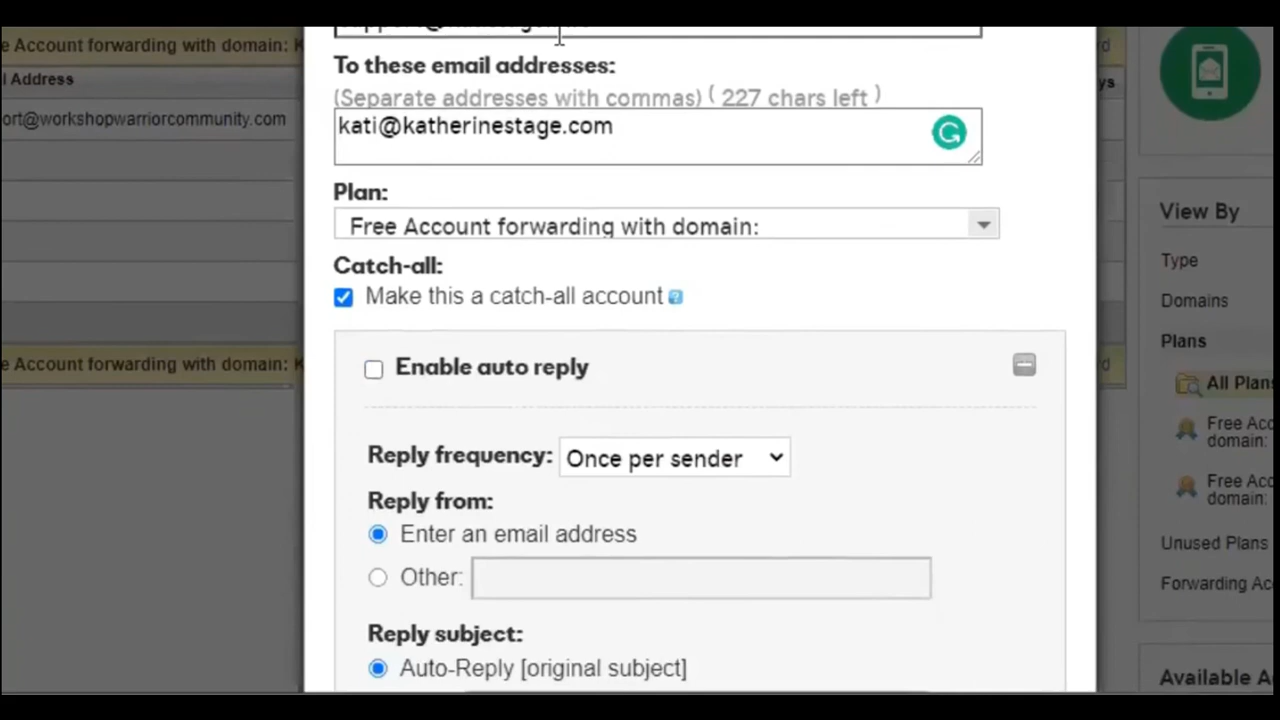 e Account forwarding with domain: K
l Address
ort@workshopwarriorcommunity.com
e Account forwarding with domain: K
To these email addresses:
(Separate addresses with commas) ( 227 chars left )
kati@katherinestage.com
Plan:
Free Account forwarding with domain:
Catch-all:
Make this a catch-all account ?
Enable auto reply
Reply frequency: Once per sender
Reply from:
Enter an email address
Other:
Reply subject:
Auto-Reply [original subject]
d
ys
d
View By
Type
Domains
Plans
All Plans
Free Acc
domain:
Free Acc
domain:
Unused Plans
Forwarding Ac
Available A